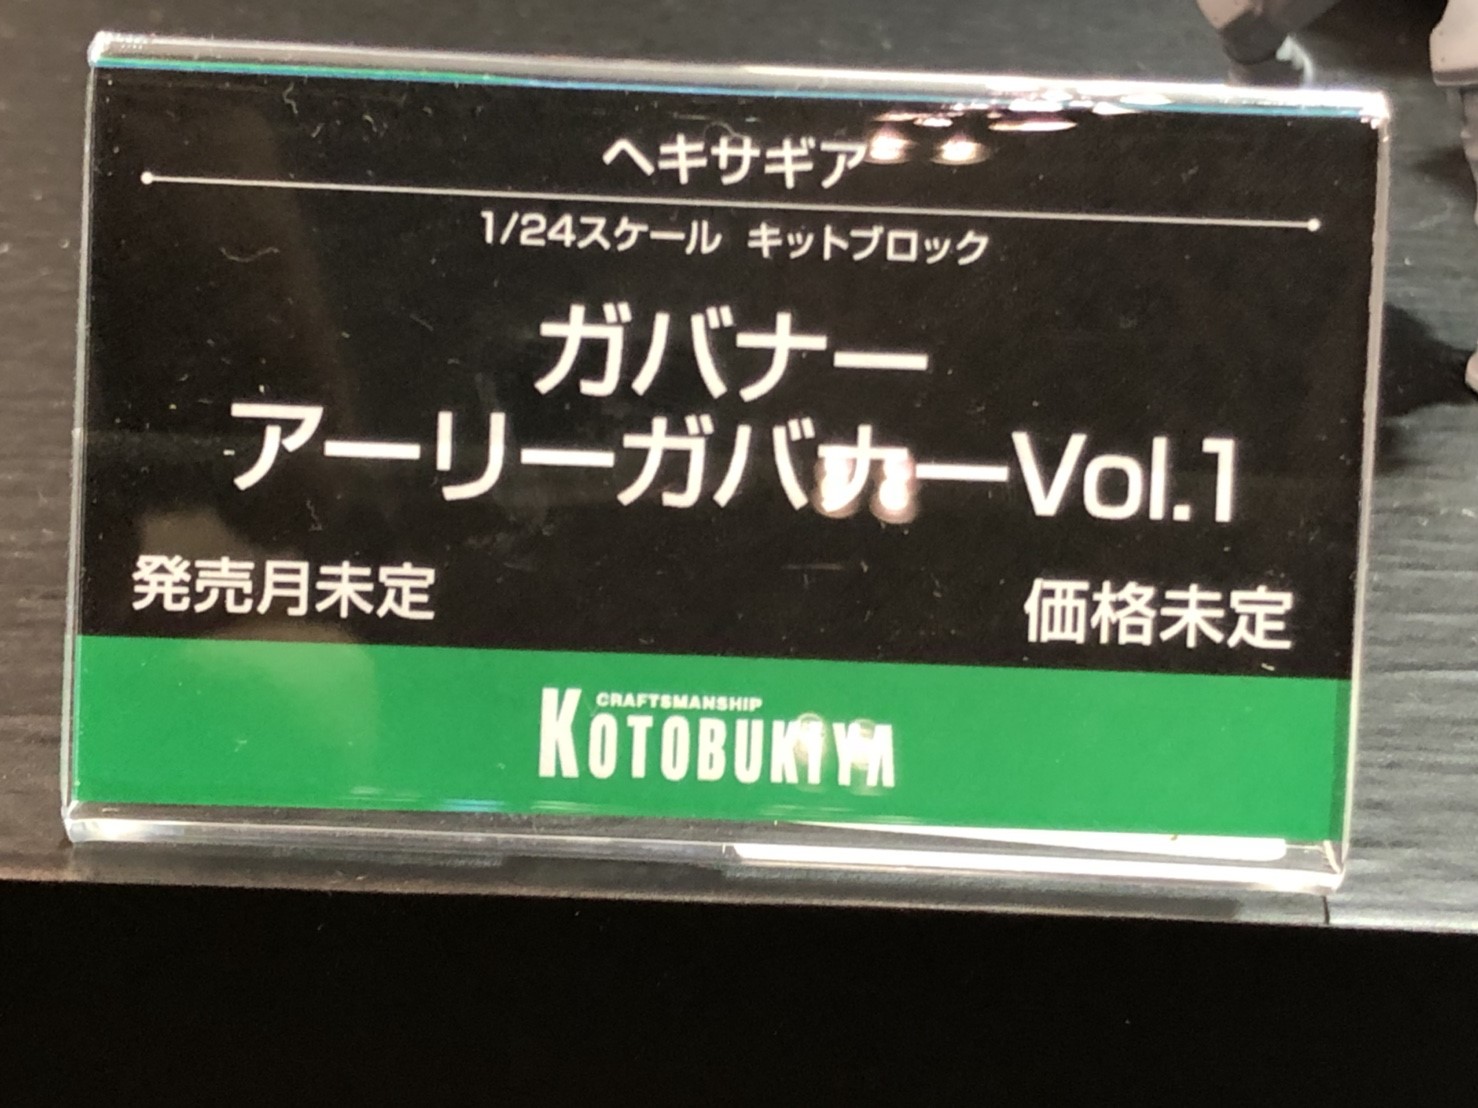 ヘキサギア
1/24スケール キットブロック
ガバナー
アーリーガバナーVol.1
発売月未定
価格未定
CRAFTSMANSHIP
KOTOBUKIYA